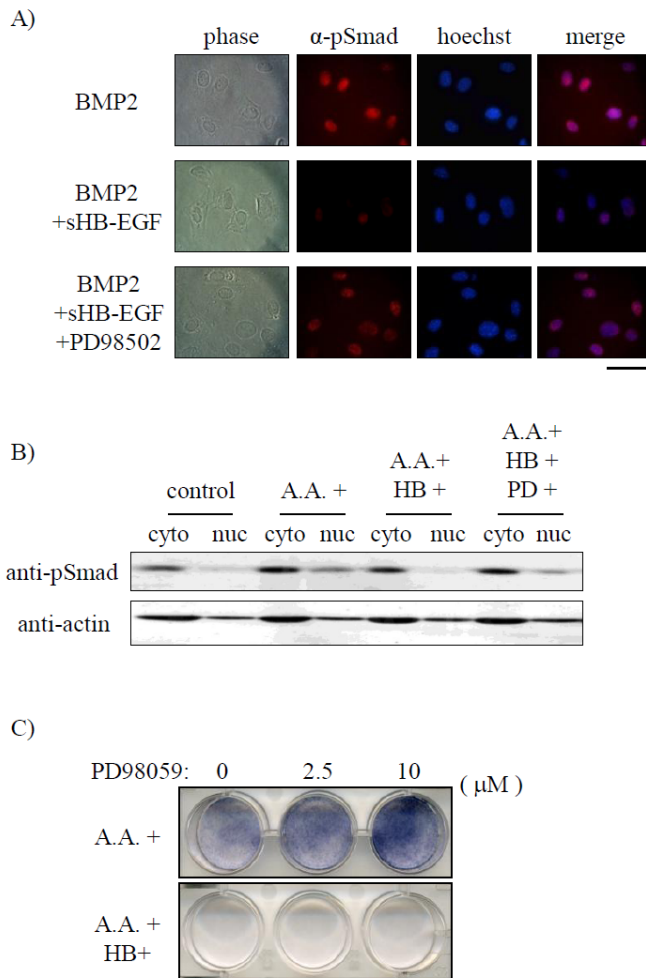 A)
phase α-pSmad hoechst merge
BMP2
BMP2
+sHB-EGF
BMP2
+sHB-EGF
+PD98502
B)
control A.A. + A.A.+ HB + A.A.+ HB + PD +
cyto nuc cyto nuc cyto nuc cyto nuc
anti-pSmad
anti-actin
C)
PD98059: 0 2.5 10 ( μM )
A.A. +
A.A. +
HB+